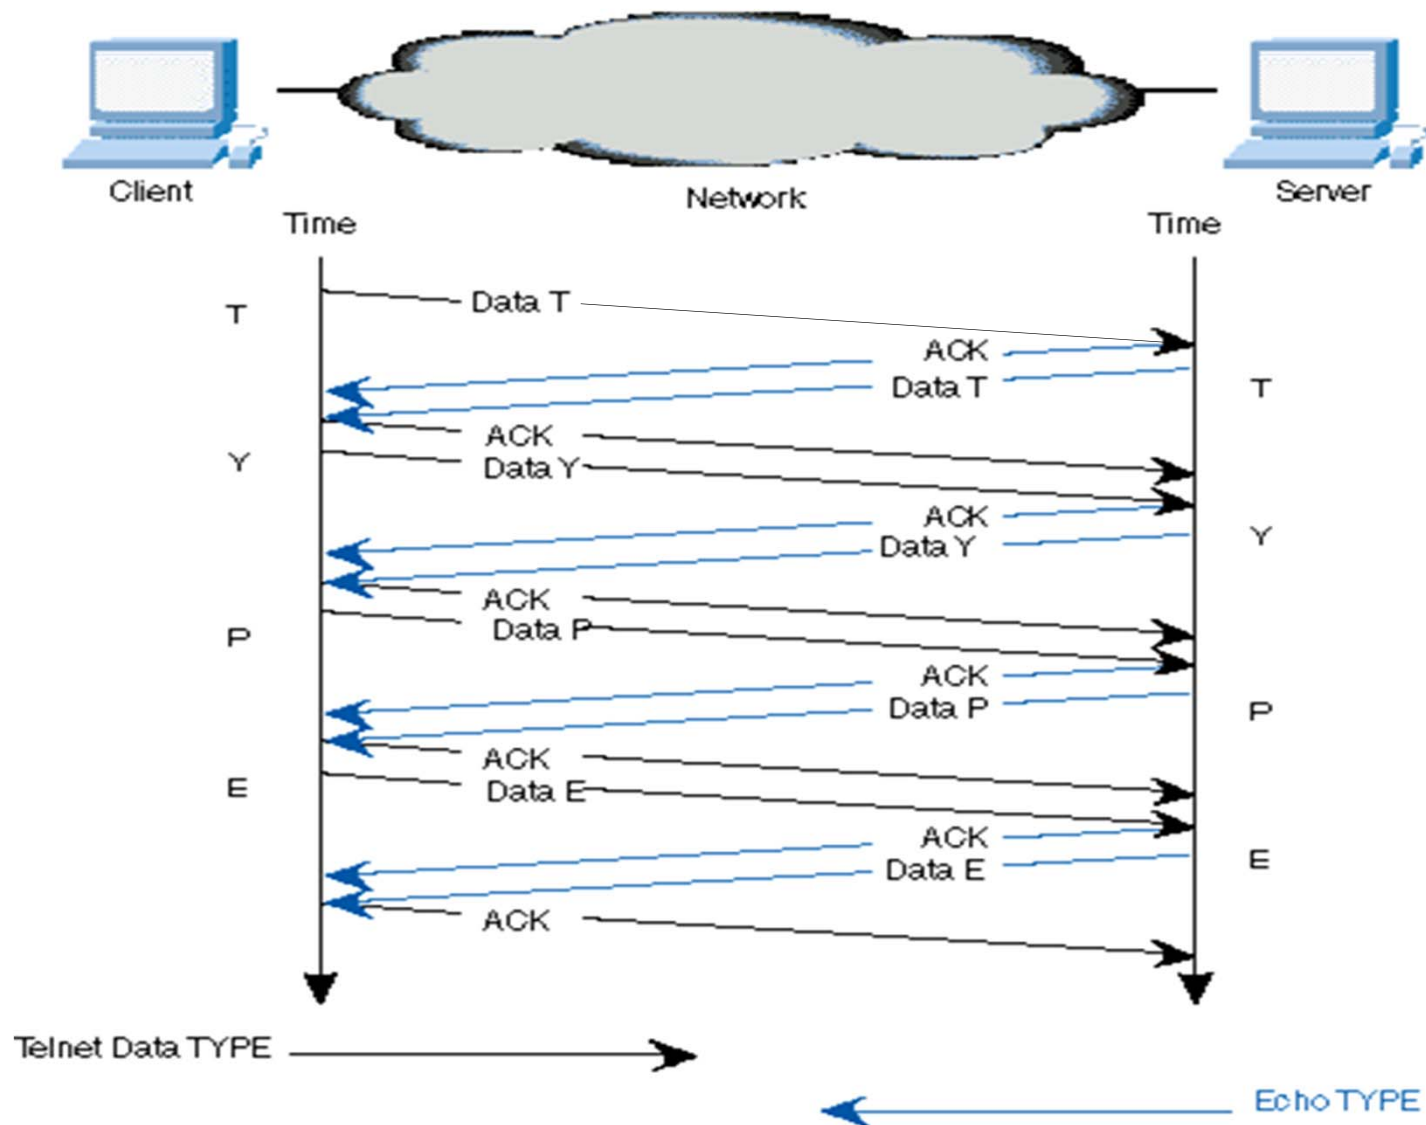 Client
Network
Server
Time
Time
T
Data T
ACK
Data T
T
ACK
Y
Data Y
ACK
Data Y
Y
ACK
Data P
P
ACK
Data P
P
ACK
E
Data E
ACK
Data E
E
ACK
Telnet Data TYPE
Echo TYPE